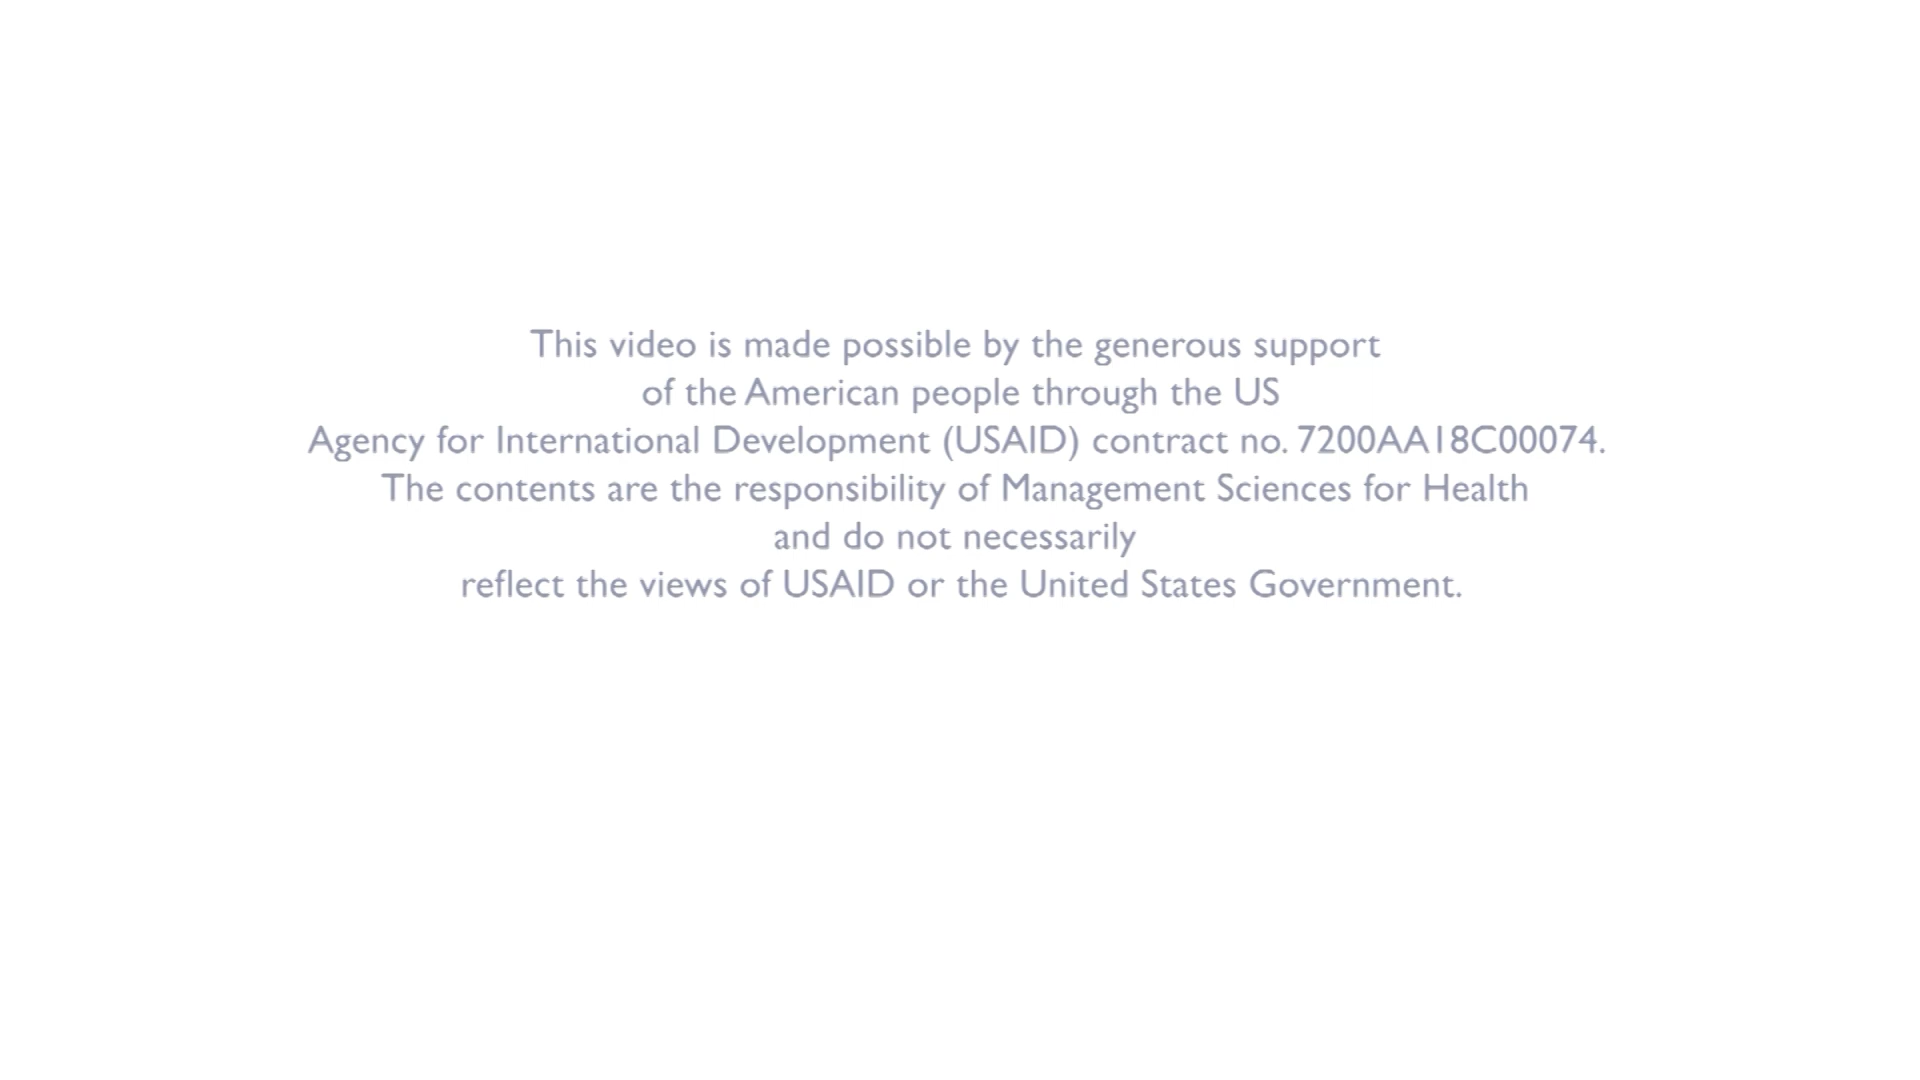 This video is made possible by the generous support
of the American people through the US
Agency for International Development (USAID) contract no. 7200AA18C00074.
The contents are the responsibility of Management Sciences for Health
and do not necessarily
reflect the views of USAID or the United States Government.